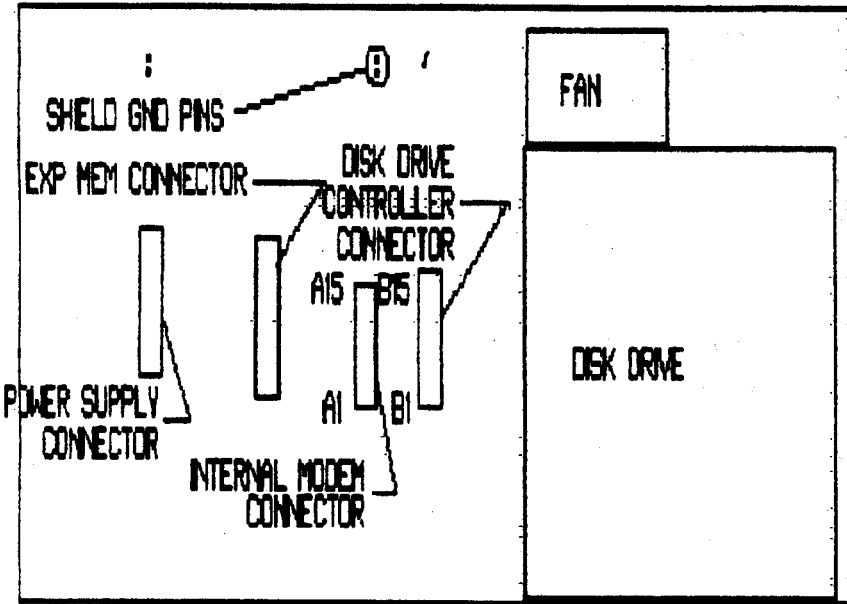 FAN
SHIELD GND PINS
EXP MEM CONNECTOR
DISK DRIVE
CONTROLLER
CONNECTOR
A15
B15
DISK DRIVE
POWER SUPPLY
CONNECTOR
A1
B1
INTERNAL MODEM
CONNECTOR